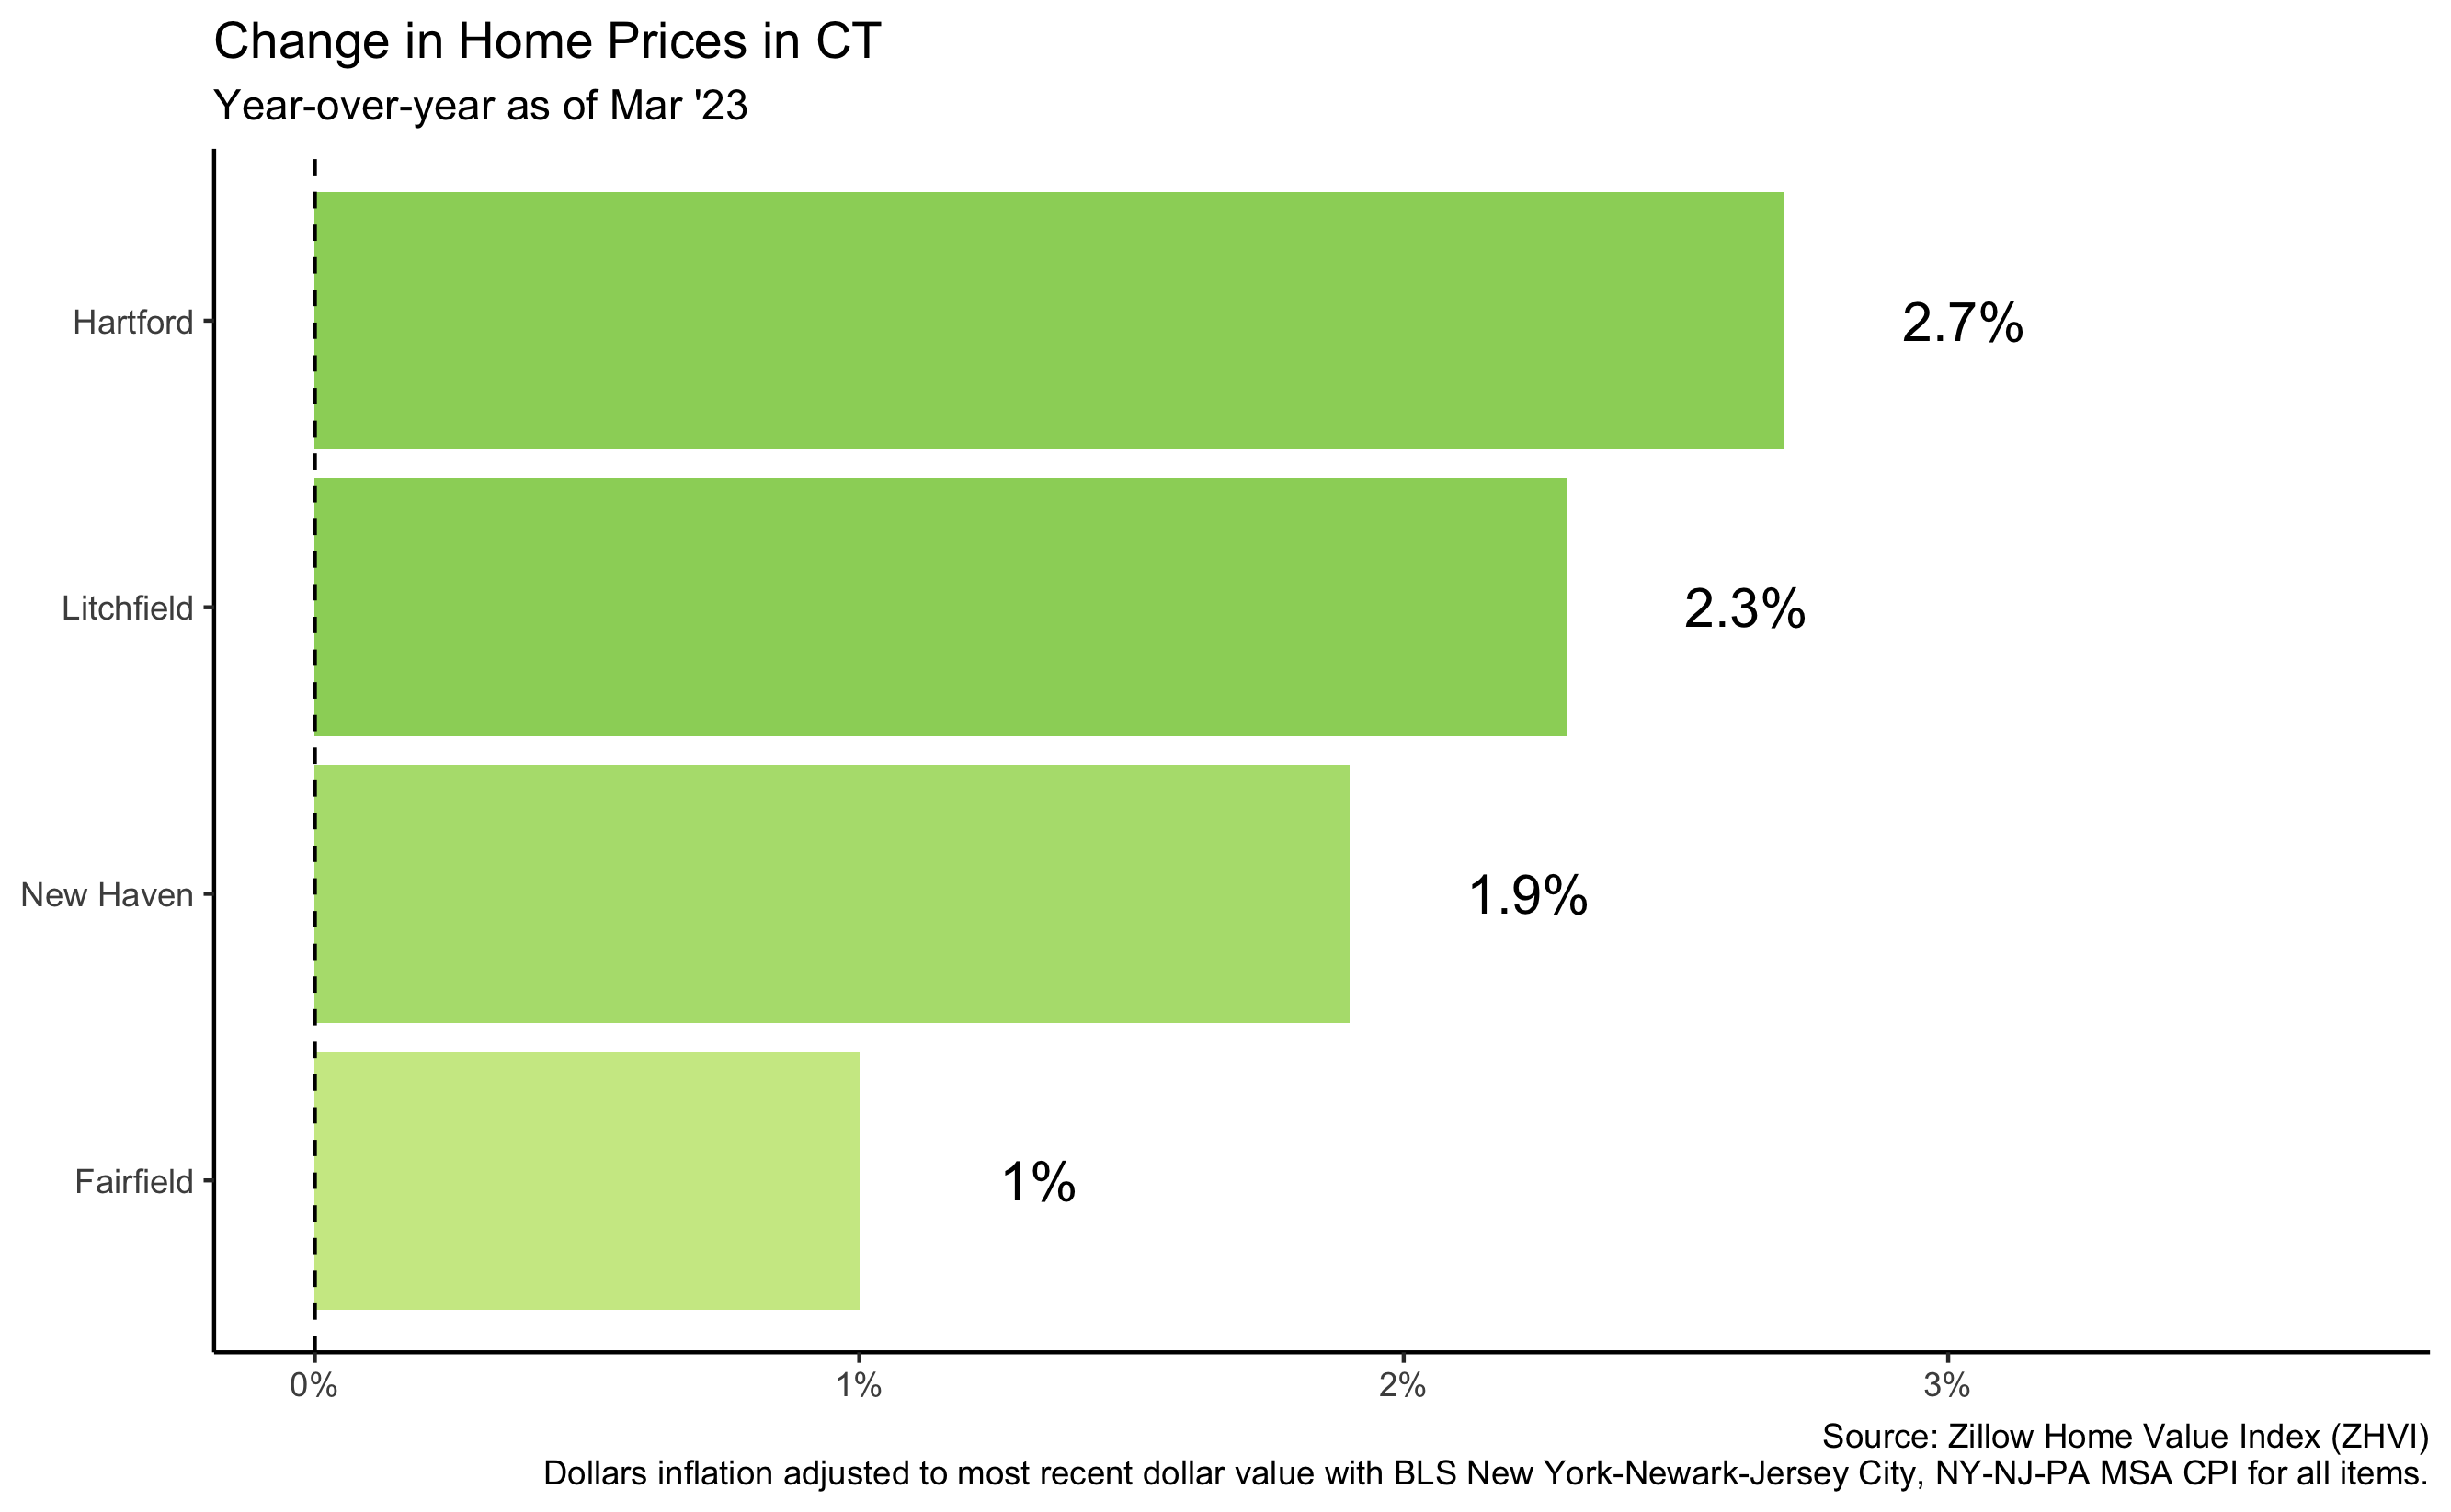 Change in Home Prices in CT
Year-over-year as of Mar '23
Hartford
2.7%
Litchfield
2.3%
New Haven
1.9%
Fairfield
1%
0%
1%
2%
3%
Source: Zillow Home Value Index (ZHVI)
Dollars inflation adjusted to most recent dollar value with BLS New York-Newark-Jersey City, NY-NJ-PA MSA CPI for all items.